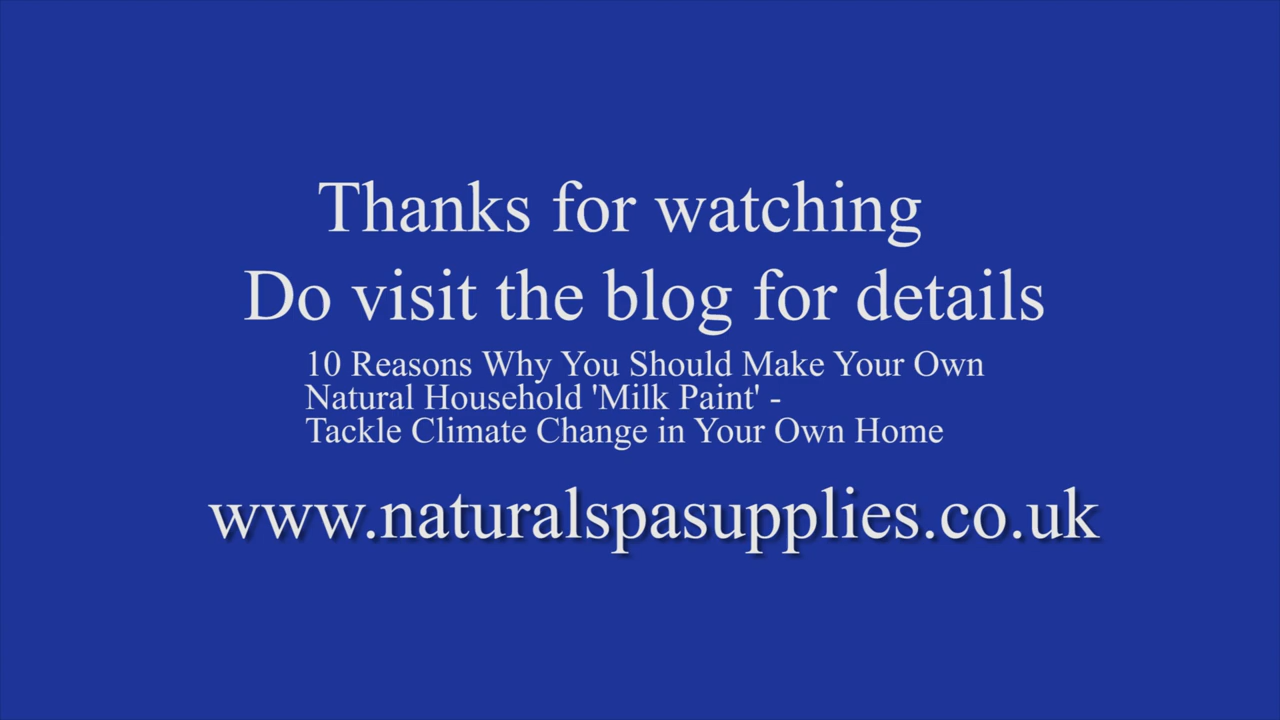 Thanks for watching
Do visit the blog for details
10 Reasons Why You Should Make Your Own
Natural Household 'Milk Paint' -
Tackle Climate Change in Your Own Home
www.naturalspasupplies.co.uk